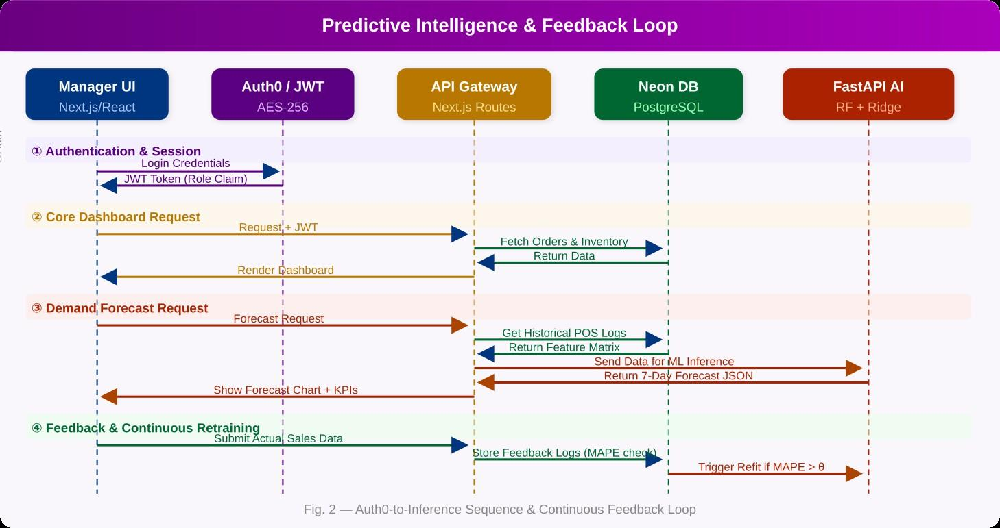 Predictive Intelligence & Feedback Loop
Manager UI
Next.js/React
Auth0 / JWT
AES-256
API Gateway
Next.js Routes
Neon DB
PostgreSQL
FastAPI AI
RF + Ridge
① Authentication & Session
Login Credentials
JWT Token (Role Claim)
② Core Dashboard Request
Request + JWT
Fetch Orders & Inventory
Return Data
Render Dashboard
③ Demand Forecast Request
Forecast Request
Get Historical POS Logs
Return Feature Matrix
Send Data for ML Inference
Return 7-Day Forecast JSON
Show Forecast Chart + KPIs
④ Feedback & Continuous Retraining
Submit Actual Sales Data
Store Feedback Logs (MAPE check)
Trigger Refit if MAPE > θ
Fig. 2 — Auth0-to-Inference Sequence & Continuous Feedback Loop